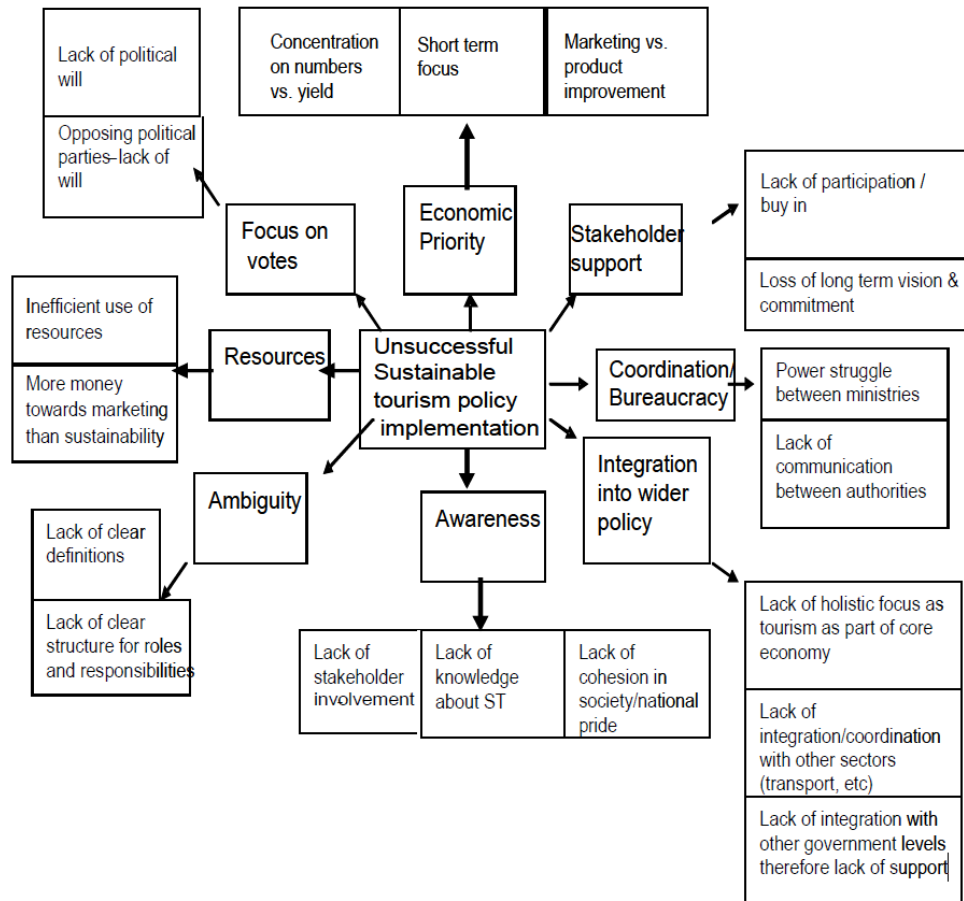 Lack of political
will
Opposing political
parties–lack of
will
Concentration
on numbers
vs. yield
Short term
focus
Marketing vs.
product
improvement
Focus on
votes
Economic
Priority
Stakeholder
support
Lack of participation /
buy in
Loss of long term vision &
commitment
Inefficient use of
resources
More money
towards marketing
than sustainability
Resources
Unsuccessful
Sustainable
tourism policy
implementation
Coordination/
Bureaucracy
Power struggle
between ministries
Lack of
communication
between authorities
Ambiguity
Awareness
Integration
into wider
policy
Lack of clear
definitions
Lack of clear
structure for roles
and responsibilities
Lack of
stakeholder
involvement
Lack of
knowledge
about ST
Lack of
cohesion in
society/national
pride
Lack of holistic focus as
tourism as part of core
economy
Lack of
integration/coordination
with other sectors
(transport, etc)
Lack of integration with
other government levels
therefore lack of support